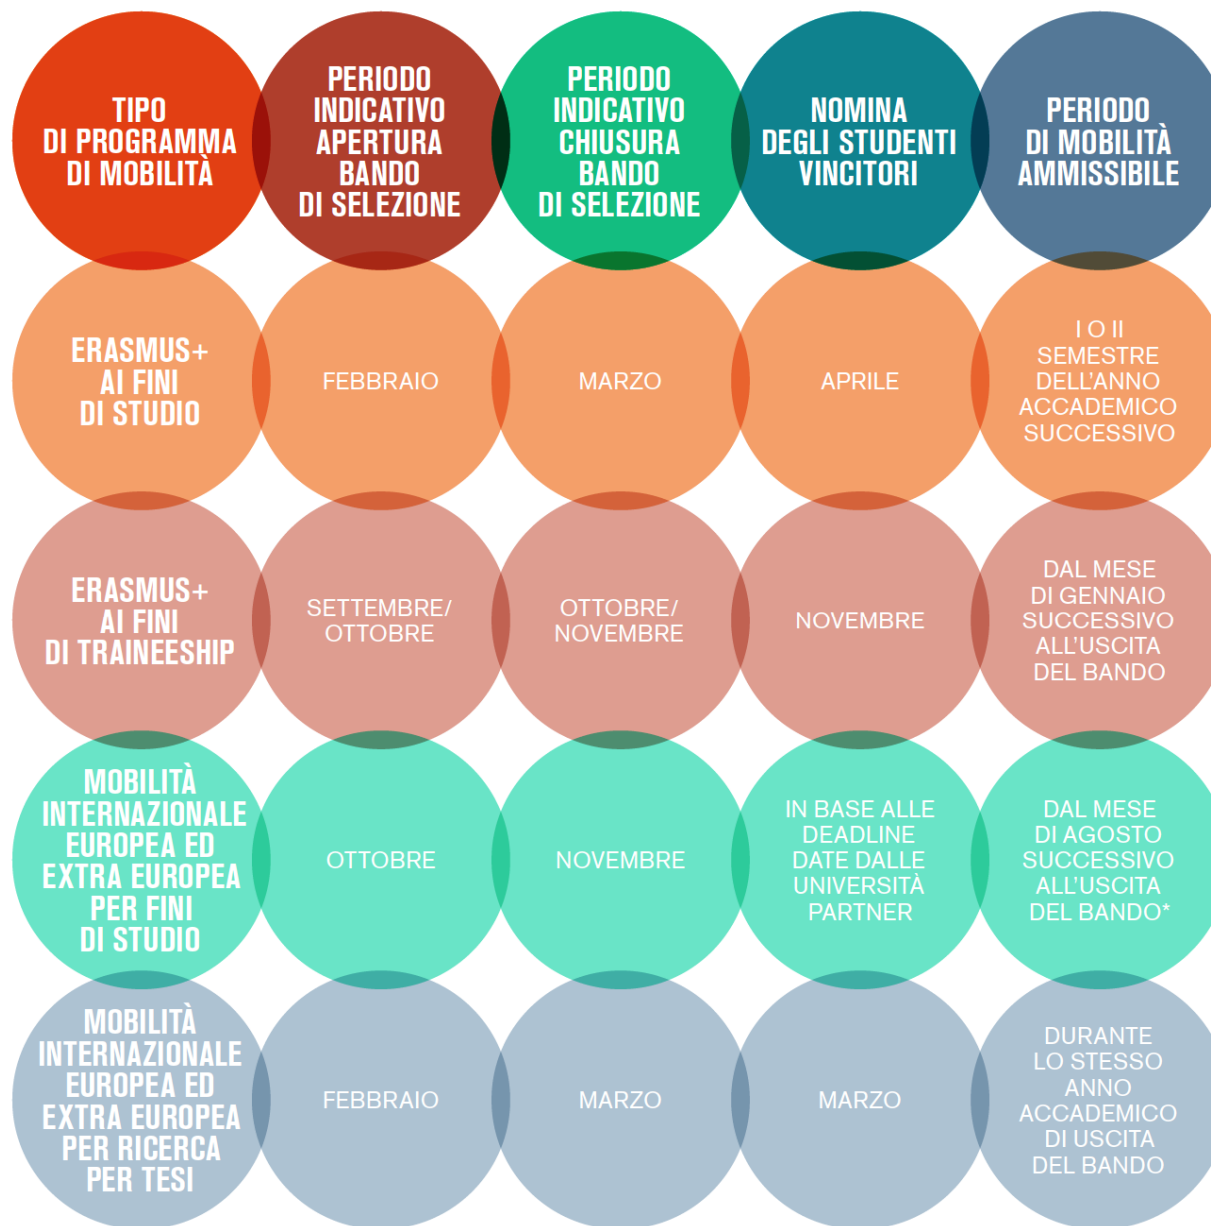 TIPO
DI PROGRAMMA
DI MOBILITÀ
PERIODO
INDICATIVO
APERTURA
BANDO
DI SELEZIONE
PERIODO
INDICATIVO
CHIUSURA
BANDO
DI SELEZIONE
NOMINA
DEGLI STUDENTI
VINCITORI
PERIODO
DI MOBILITÀ
AMMISSIBILE
ERASMUS+
AI FINI
DI STUDIO
FEBBRAIO
MARZO
APRILE
I O II
SEMESTRE
DELL'ANNO
ACCADEMICO
SUCCESSIVO
ERASMUS+
AI FINI
DI TRAINEESHIP
SETTEMBRE/
OTTOBRE
OTTOBRE/
NOVEMBRE
NOVEMBRE
DAL MESE
DI GENNAIO
SUCCESSIVO
ALL'USCITA
DEL BANDO
MOBILITÀ
INTERNAZIONALE
EUROPEA ED
EXTRA EUROPEA
PER FINI
DI STUDIO
OTTOBRE
NOVEMBRE
IN BASE ALLE
DEADLINE
DATE DALLE
UNIVERSITÀ
PARTNER
DAL MESE
DI AGOSTO
SUCCESSIVO
ALL'USCITA
DEL BANDO*
MOBILITÀ
INTERNAZIONALE
EUROPEA ED
EXTRA EUROPEA
PER RICERCA
PER TESI
FEBBRAIO
MARZO
MARZO
DURANTE
LO STESSO
ANNO
ACCADEMICO
DI USCITA
DEL BANDO